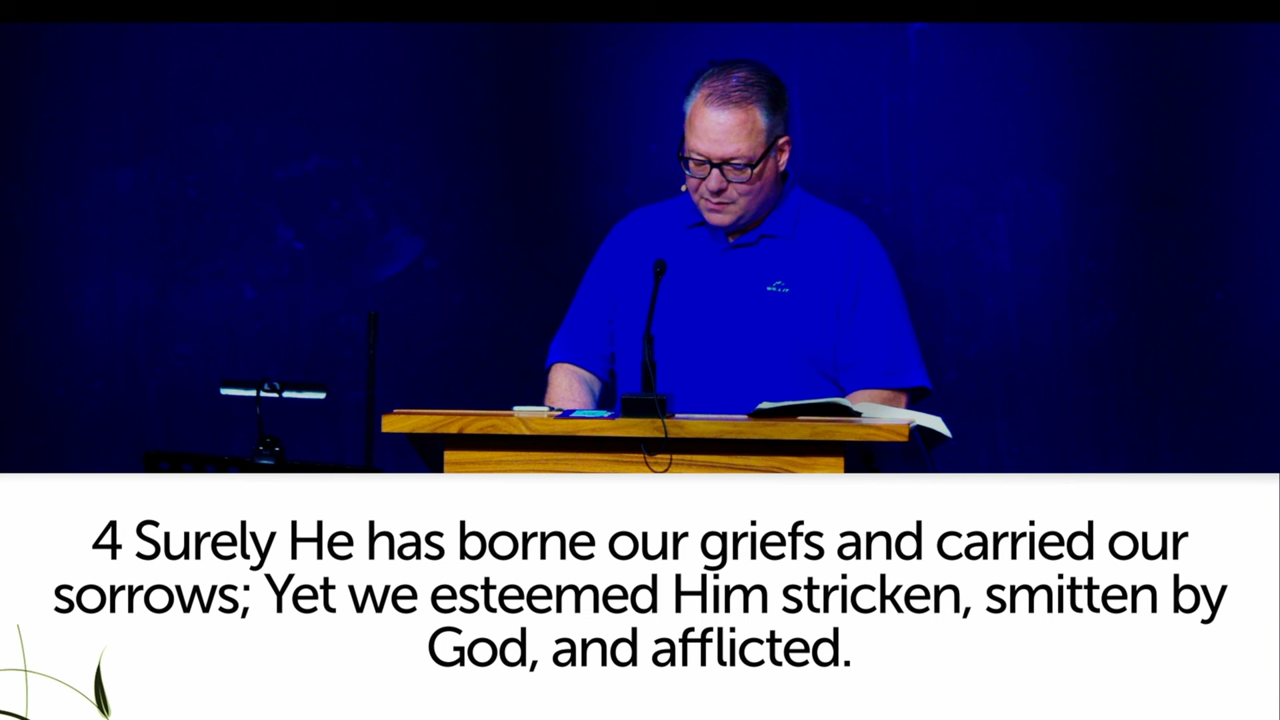 4 Surely He has borne our griefs and carried our
sorrows; Yet we esteemed Him stricken, smitten by
God, and afflicted.